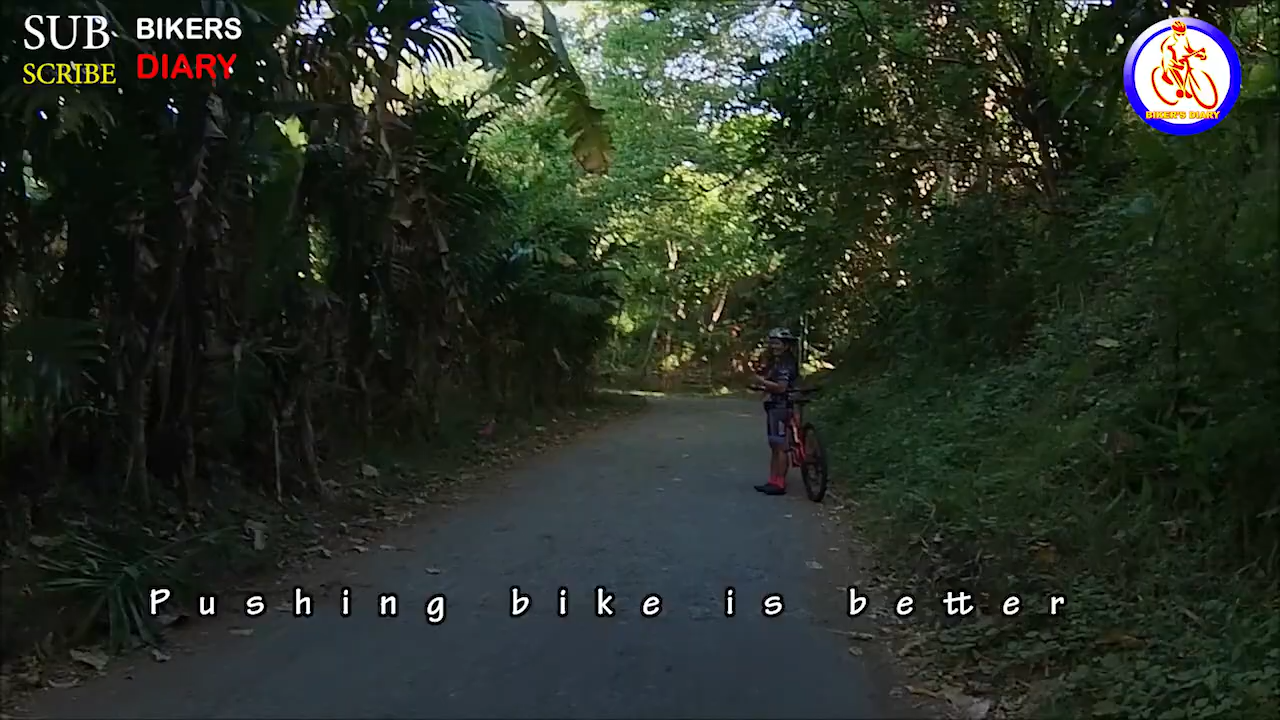 SUB
SCRIBE
BIKERS
DIARY
BIKER'S DIARY
Pushing bike is better